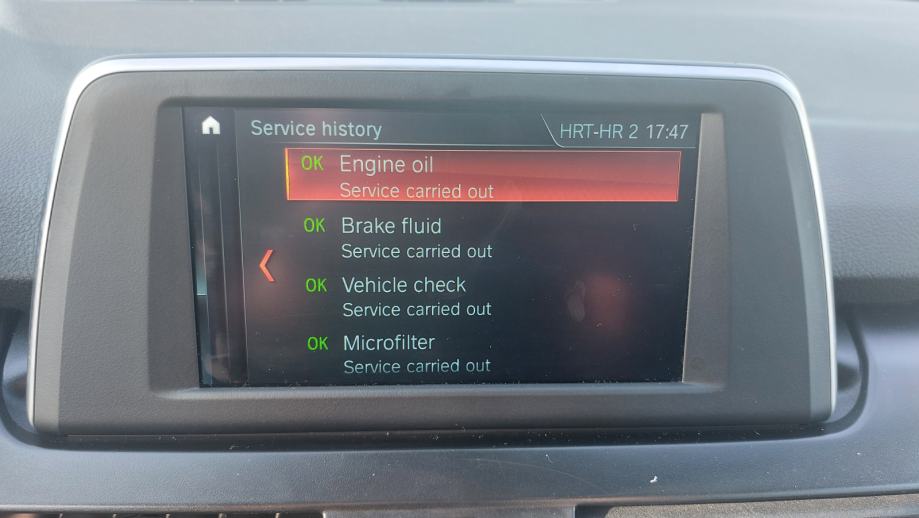 Service history
HRT-HR 2 17:47
OK Engine oil
Service carried out
OK Brake fluid
Service carried out
OK Vehicle check
Service carried out
OK Microfilter
Service carried out